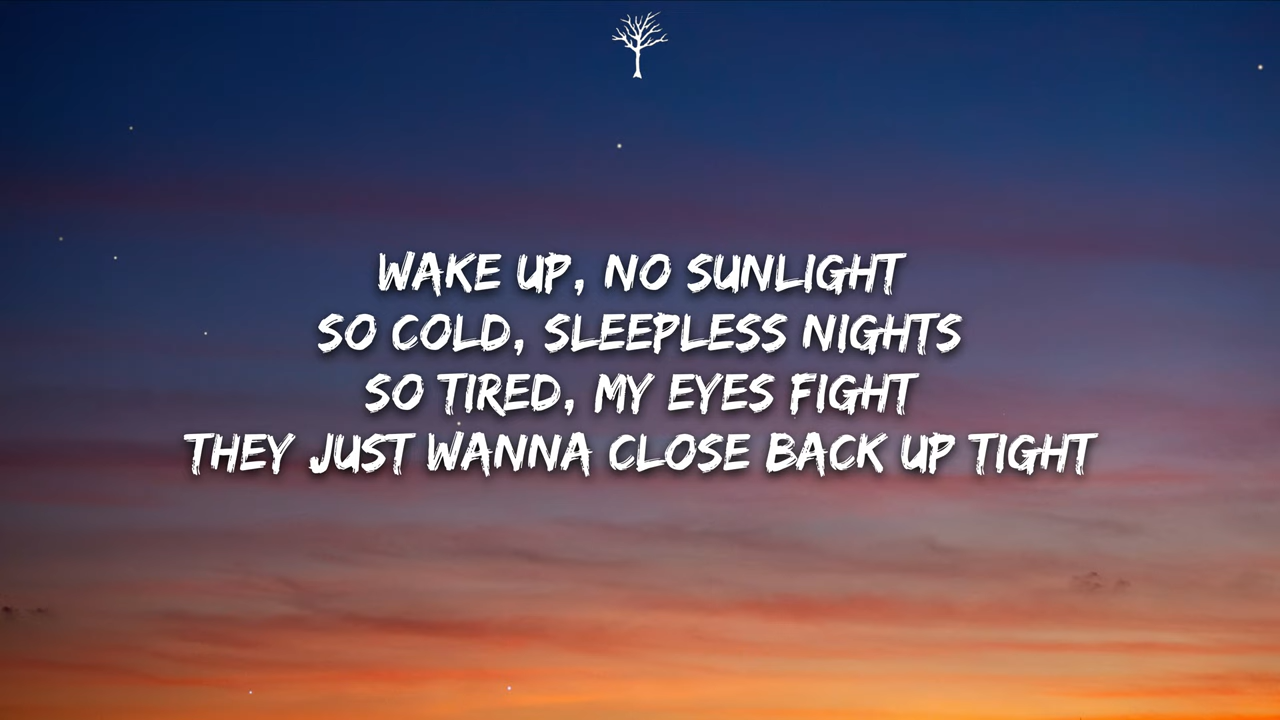 WAKE UP, NO SUNLIGHT
SO COLD, SLEEPLESS NIGHTS
SO TIRED, MY EYES FIGHT
THEY JUST WANNA CLOSE BACK UP TIGHT